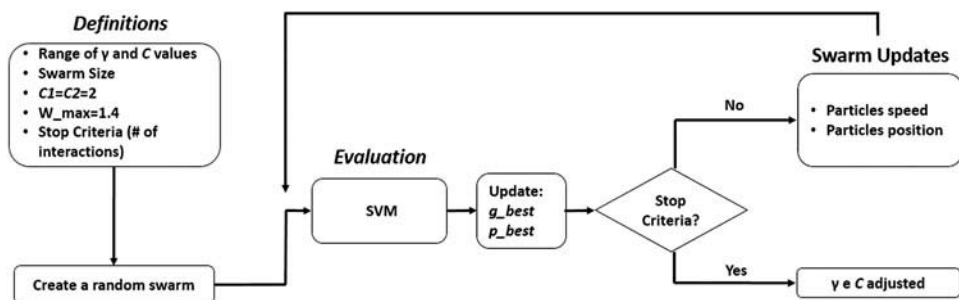 Definitions
• Range of γ and C values
• Swarm Size
• C1=C2=2
• W_max=1.4
• Stop Criteria (# of
interactions)
Create a random swarm
Evaluation
SVM
Update:
g_best
p_best
Stop
Criteria?
No
Swarm Updates
• Particles speed
• Particles position
Yes
γ e C adjusted